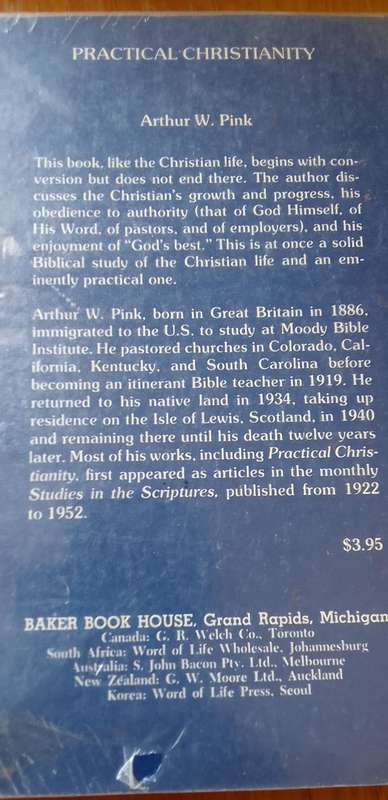 PRACTICAL CHRISTIANITY
Arthur W. Pink
This book, like the Christian life, begins with con-
version but does not end there. The author dis-
cusses the Christian's growth and progress, his
obedience to authority (that of God Himself, of
His Word, of pastors, and of employers), and his
enjoyment of "God's best." This is at once a solid
Biblical study of the Christian life and an em-
inently practical one.
Arthur W. Pink, born in Great Britain in 1886,
immigrated to the U.S. to study at Moody Bible
Institute. He pastored churches in Colorado, Cal-
ifornia, Kentucky, and South Carolina before
becoming an itinerant Bible teacher in 1919. He
returned to his native land in 1934, taking up
residence on the Isle of Lewis, Scotland, in 1940
and remaining there until his death twelve years
later. Most of his works, including Practical Chris-
tianity, first appeared as articles in the monthly
Studies in the Scriptures, published from 1922
to 1952.
$3.95
BAKER BOOK HOUSE, Grand Rapids, Michigan
Canada: G. R. Welch Co., Toronto
South Africa: Word of Life Wholesale, Johannesburg
Australia: S. John Bacon Pty. Ltd., Melbourne
New Zealand: G. W. Moore Ltd., Auckland
Korea: Word of Life Press, Seoul